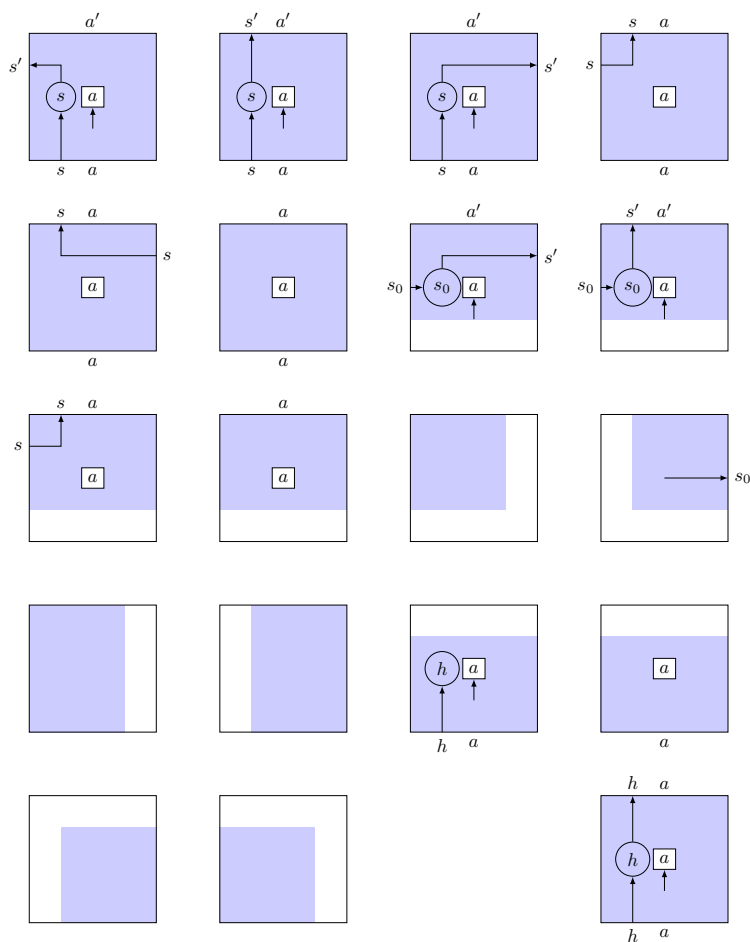 a′ s′ a′ a′ s a
s′ s′ s
s a s a s a a
s a s a s a a
s a a a′ s′ a′
s s′
a a s₀ s₀ a s₀ s₀ a
a a
s a a
s
a a s₀
h a a
h a a
h a
h a
h a